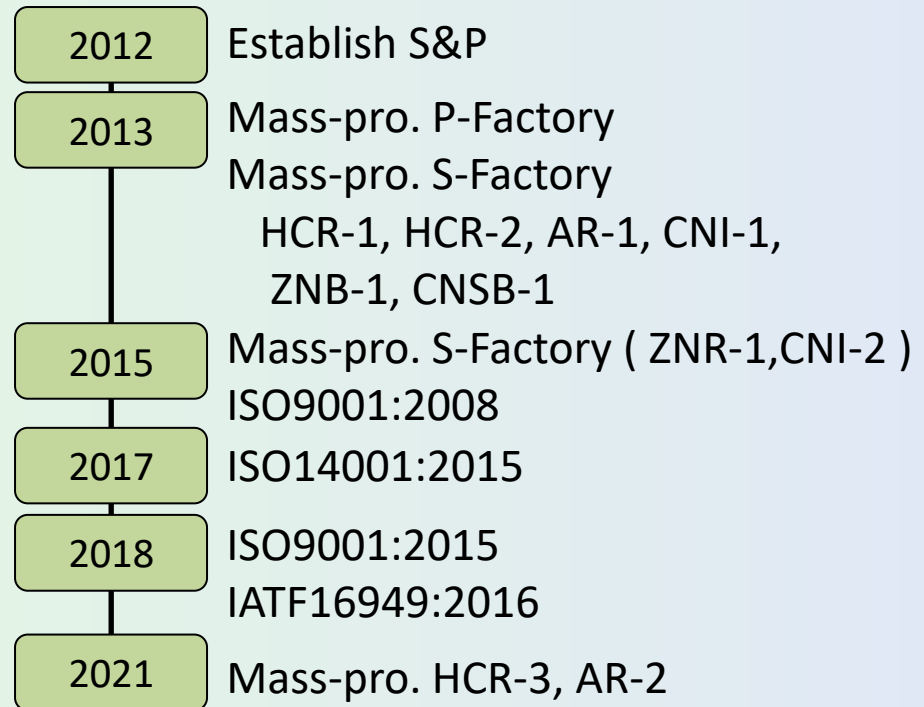 2012 Establish S&P
2013 Mass-pro. P-Factory
Mass-pro. S-Factory
HCR-1, HCR-2, AR-1, CNI-1,
ZNB-1, CNSB-1
2015 Mass-pro. S-Factory ( ZNR-1,CNI-2 )
ISO9001:2008
2017 ISO14001:2015
2018 ISO9001:2015
IATF16949:2016
2021 Mass-pro. HCR-3, AR-2